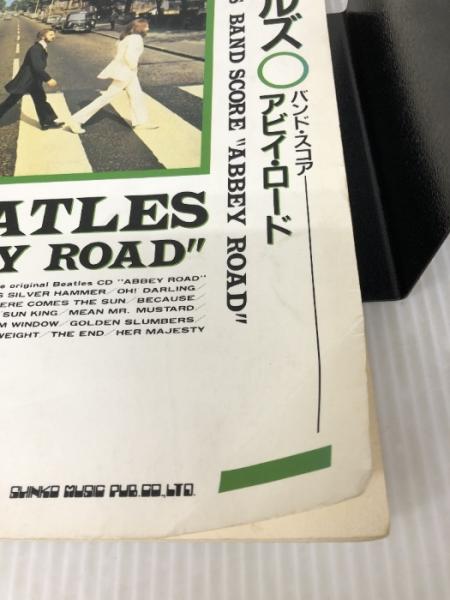 ルズ○
バンド・スコア
アビイ・ロード
BAND SCORE "ABBEY ROAD"
ATLES
Y ROAD"
original Beatles CD "ABBEY ROAD"
SILVER HAMMER／OH! DARLING／
ERE COMES THE SUN／BECAUSE／
SUN KING／MEAN MR. MUSTARD／
M WINDOW／GOLDEN SLUMBERS／
WEIGHT／THE END／HER MAJESTY
SHINKO MUSIC PUB. CO., LTD.